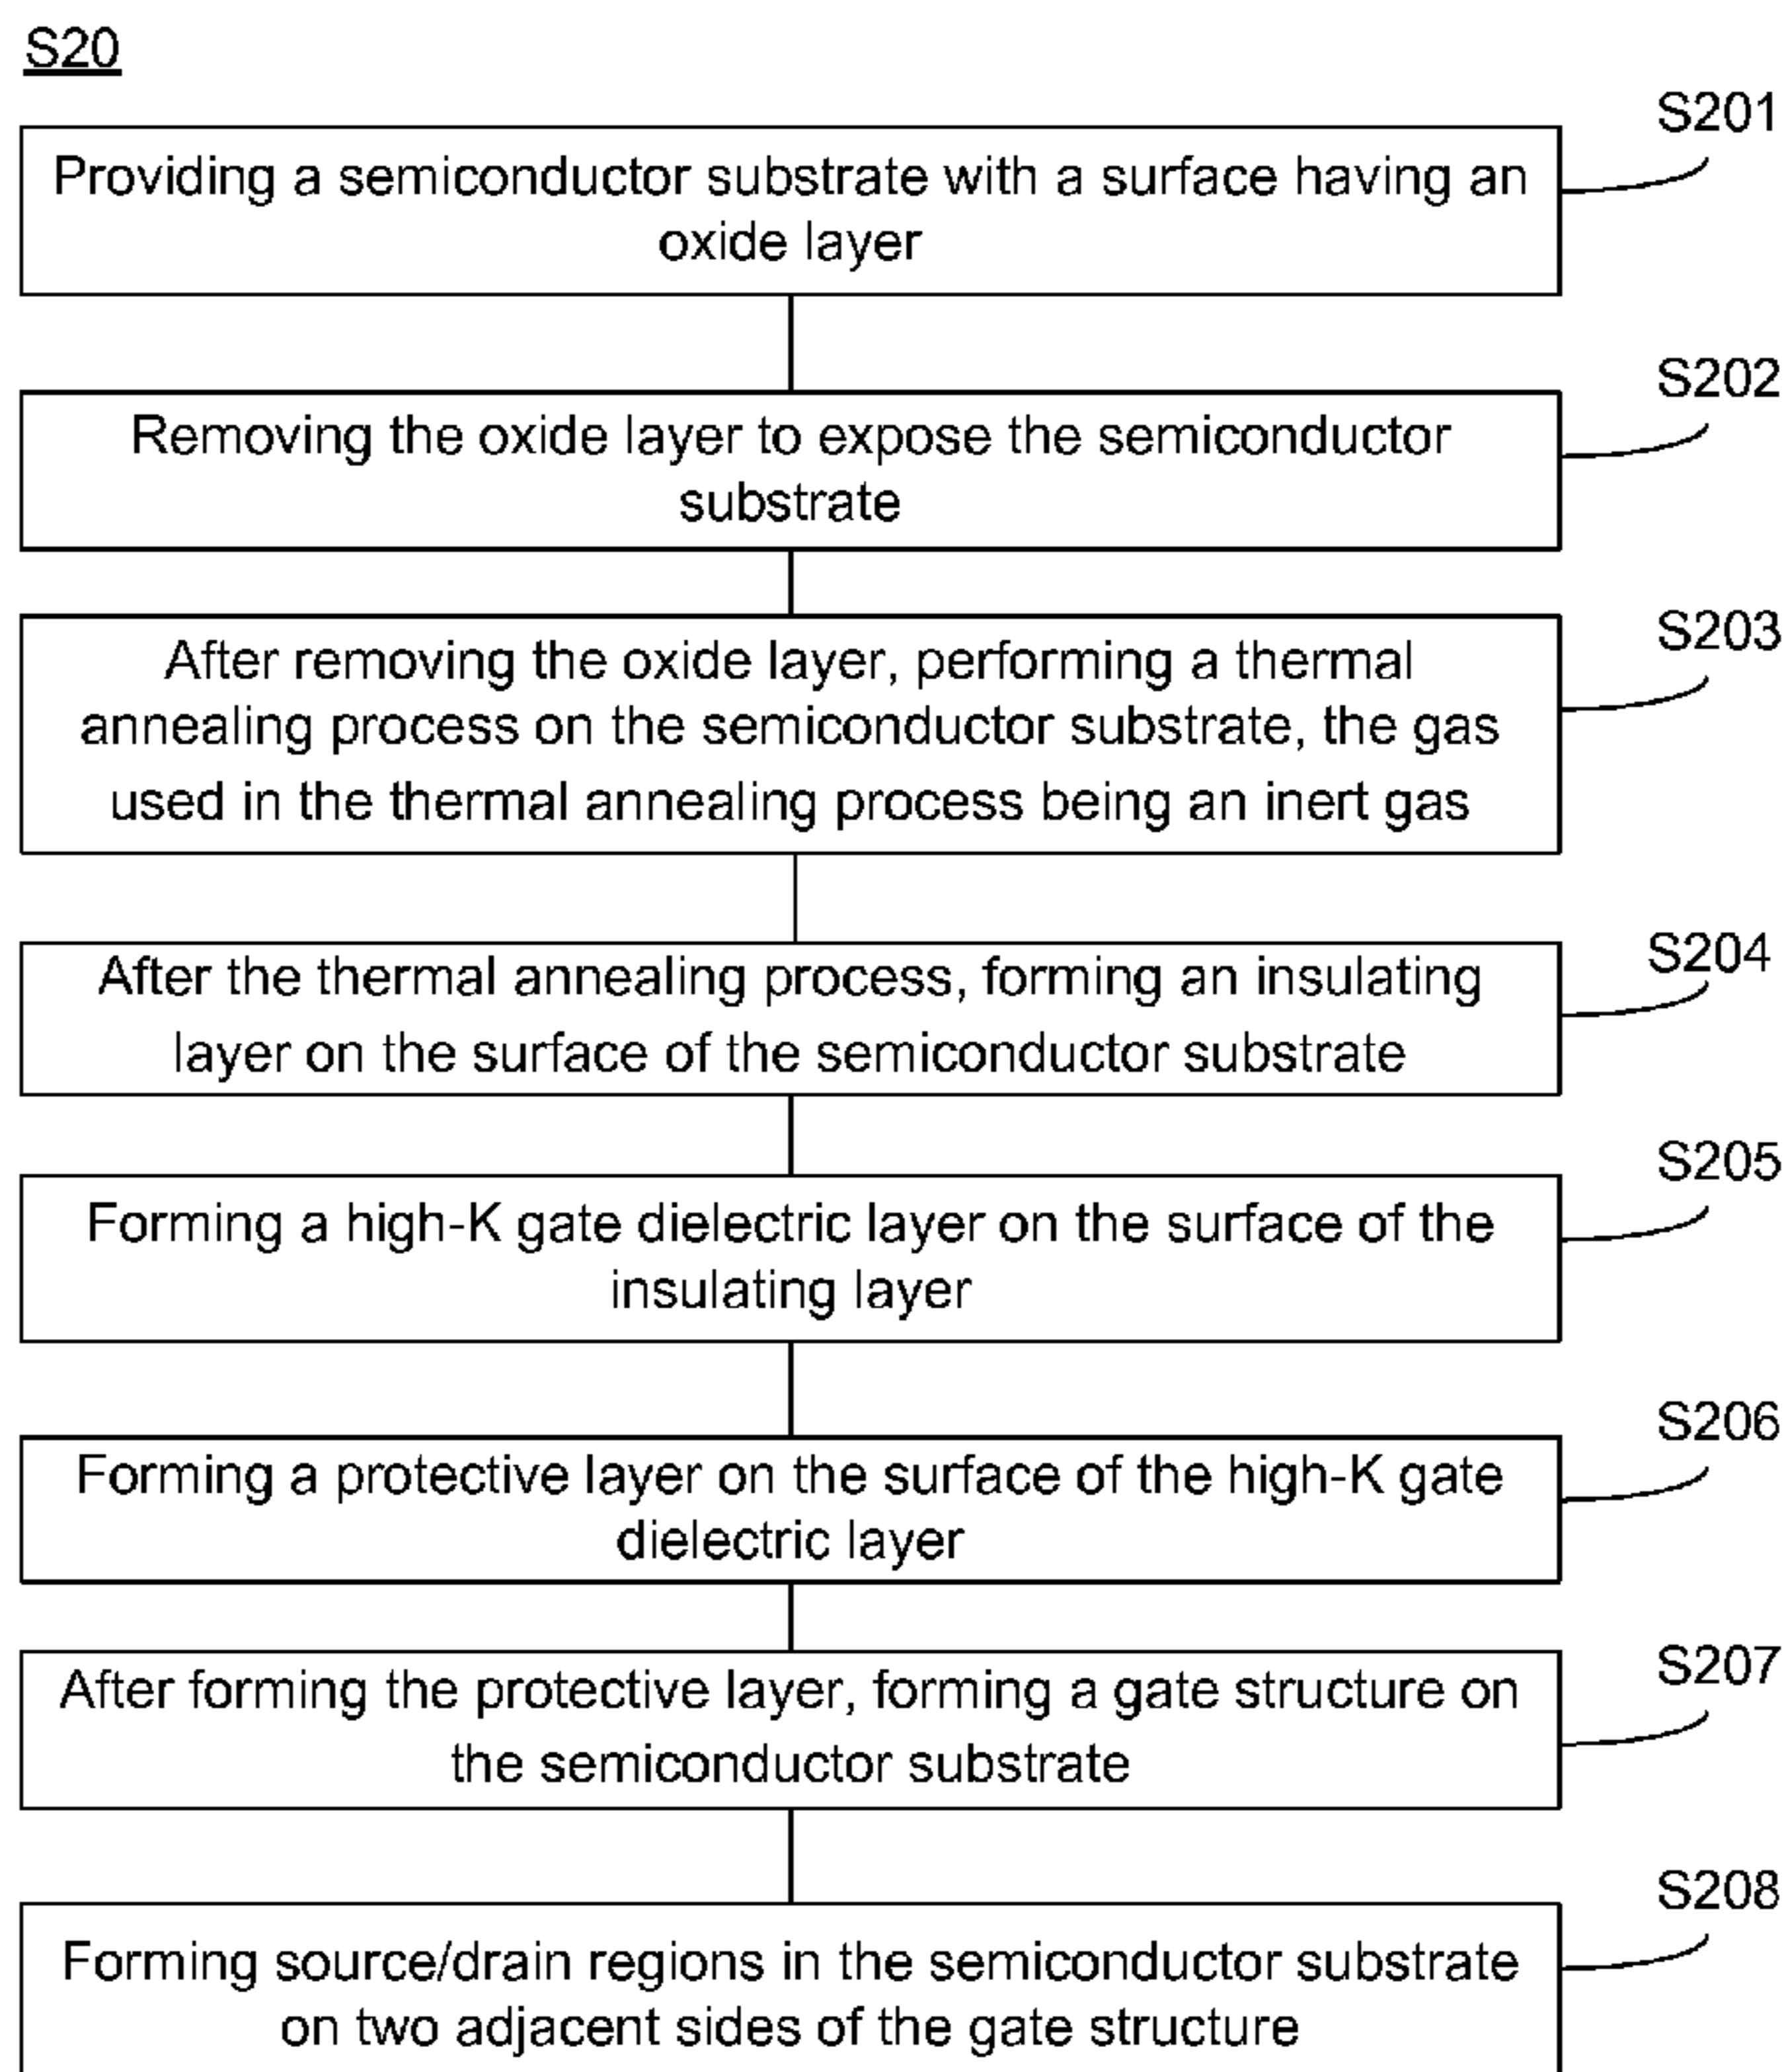 S20
S201
Providing a semiconductor substrate with a surface having an
oxide layer
S202
Removing the oxide layer to expose the semiconductor
substrate
S203
After removing the oxide layer, performing a thermal
annealing process on the semiconductor substrate, the gas
used in the thermal annealing process being an inert gas
S204
After the thermal annealing process, forming an insulating
layer on the surface of the semiconductor substrate
S205
Forming a high-K gate dielectric layer on the surface of the
insulating layer
S206
Forming a protective layer on the surface of the high-K gate
dielectric layer
S207
After forming the protective layer, forming a gate structure on
the semiconductor substrate
S208
Forming source/drain regions in the semiconductor substrate
on two adjacent sides of the gate structure